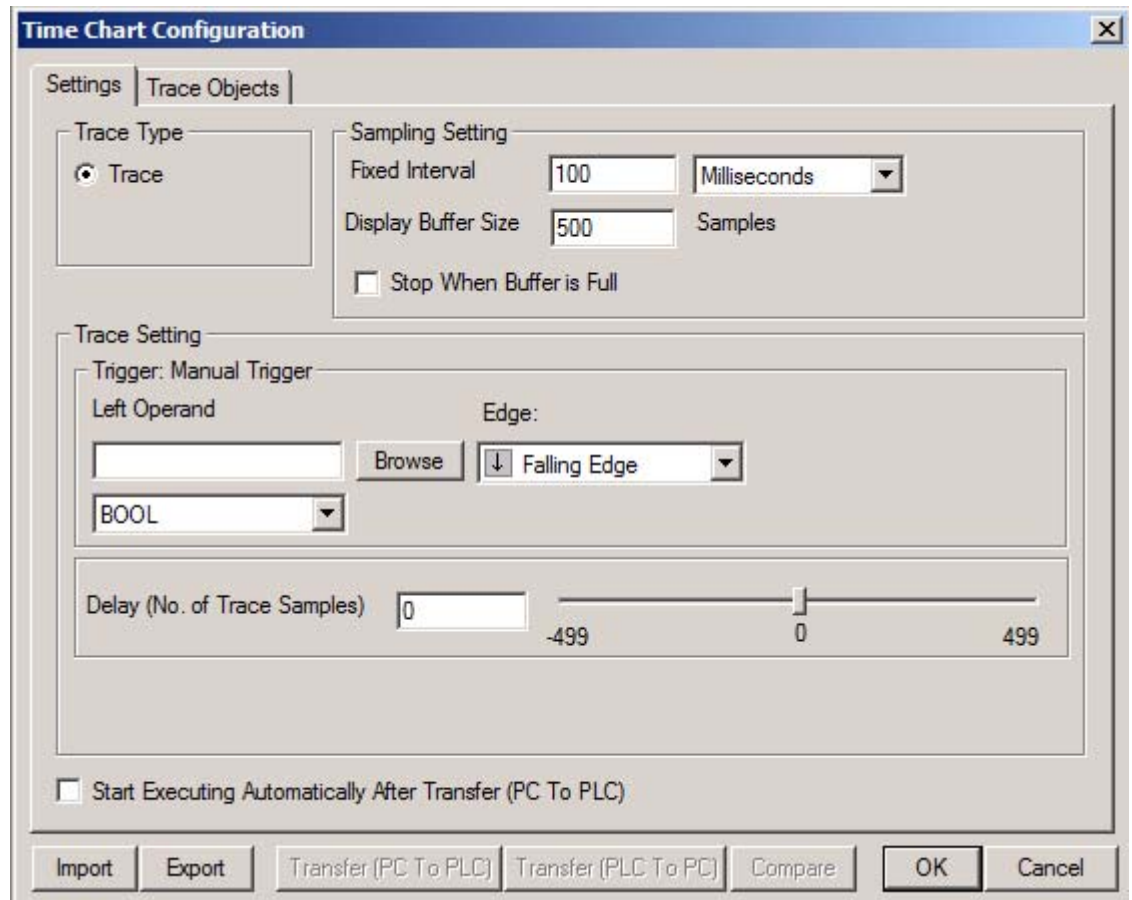 Time Chart Configuration
Settings Trace Objects
Trace Type
Trace
Sampling Setting
Fixed Interval 100 Milliseconds
Display Buffer Size 500 Samples
Stop When Buffer is Full
Trace Setting
Trigger: Manual Trigger
Left Operand Edge:
Browse Falling Edge
BOOL
Delay (No. of Trace Samples) 0
-499 0 499
Start Executing Automatically After Transfer (PC To PLC)
Import Export Transfer (PC To PLC) Transfer (PLC To PC) Compare OK Cancel